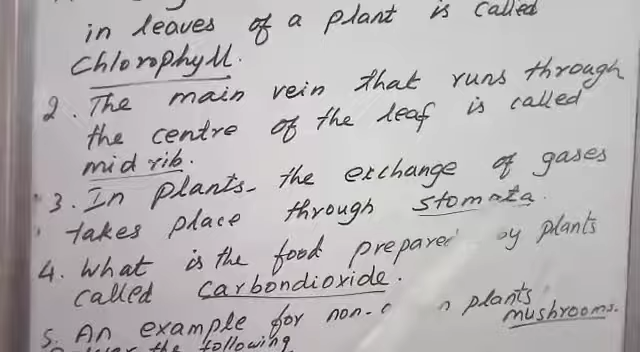 in leaves of a plant is called
Chlorophyll.
2. The main vein that runs through
the centre of the leaf is called
mid rib.
3. In plants the exchange of gases
takes place through stomata.
4. What is the food prepared by plants
called carbondioxide.
5. An example for non- plants mushrooms.
the following